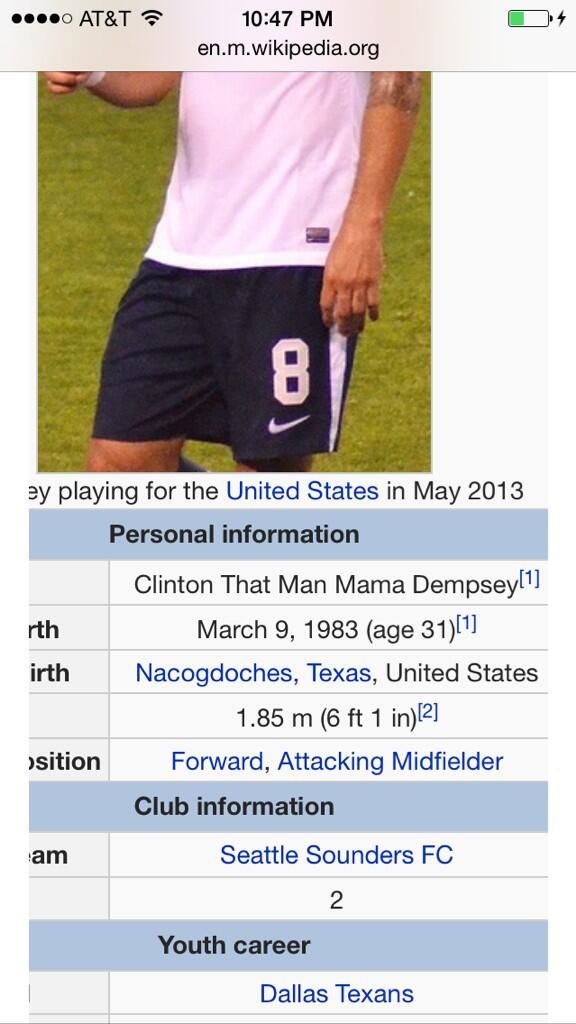 AT&T 10:47 PM
en.m.wikipedia.org
8
ey playing for the United States in May 2013
Personal information
Clinton That Man Mama Dempsey[1]
rth March 9, 1983 (age 31)[1]
irth Nacogdoches, Texas, United States
1.85 m (6 ft 1 in)[2]
osition Forward, Attacking Midfielder
Club information
eam Seattle Sounders FC
2
Youth career
Dallas Texans